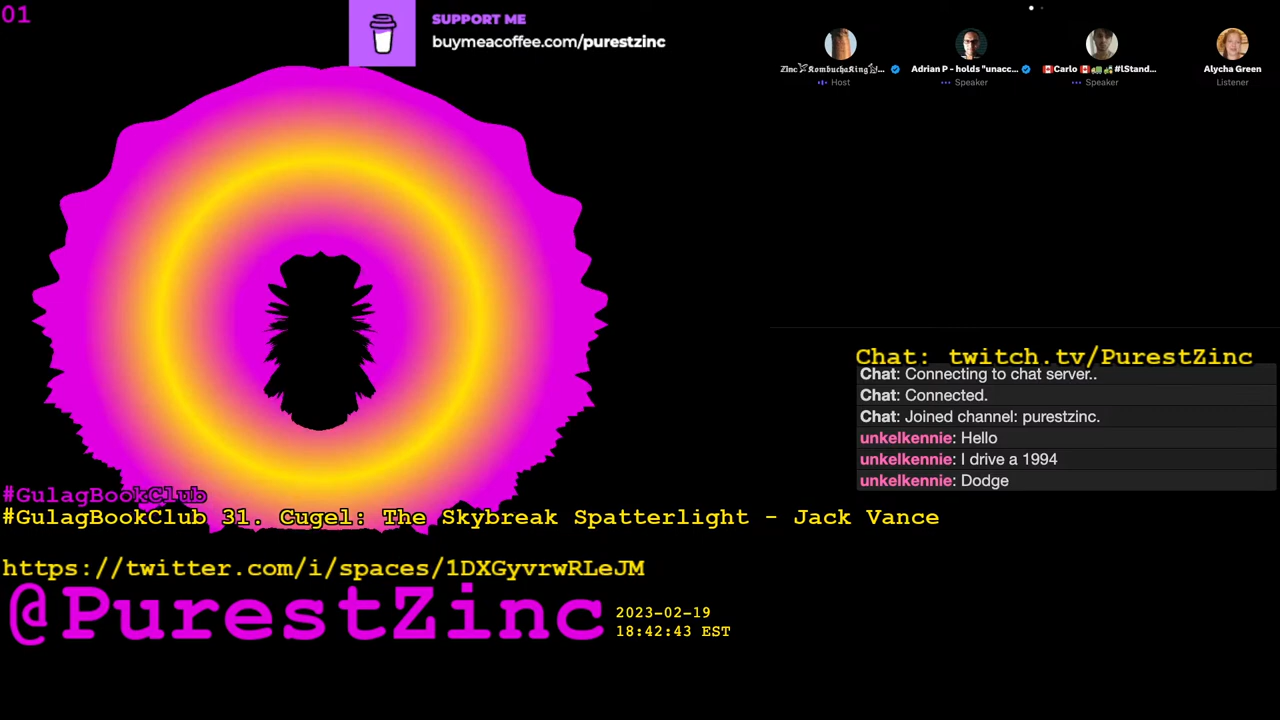 01
SUPPORT ME
buymeacoffee.com/purestzinc
ℤ𝔦𝔫𝔠🕊𝕶𝔬𝔪𝔟𝔲𝔠𝔥𝔞𝕶𝔦𝔫𝔤...
Host
Adrian P - holds "unacc...
Speaker
🇨🇦Carlo 🇨🇦🚛🚜#IStand...
Speaker
Alycha Green
Listener
Chat: twitch.tv/PurestZinc
Chat: Connecting to chat server..
Chat: Connected.
Chat: Joined channel: purestzinc.
unkelkennie: Hello
unkelkennie: I drive a 1994
unkelkennie: Dodge
#GulagBookClub
#GulagBookClub 31. Cugel: The Skybreak Spatterlight - Jack Vance
https://twitter.com/i/spaces/1DXGyvrwRLeJM
@PurestZinc
2023-02-19
18:42:43 EST